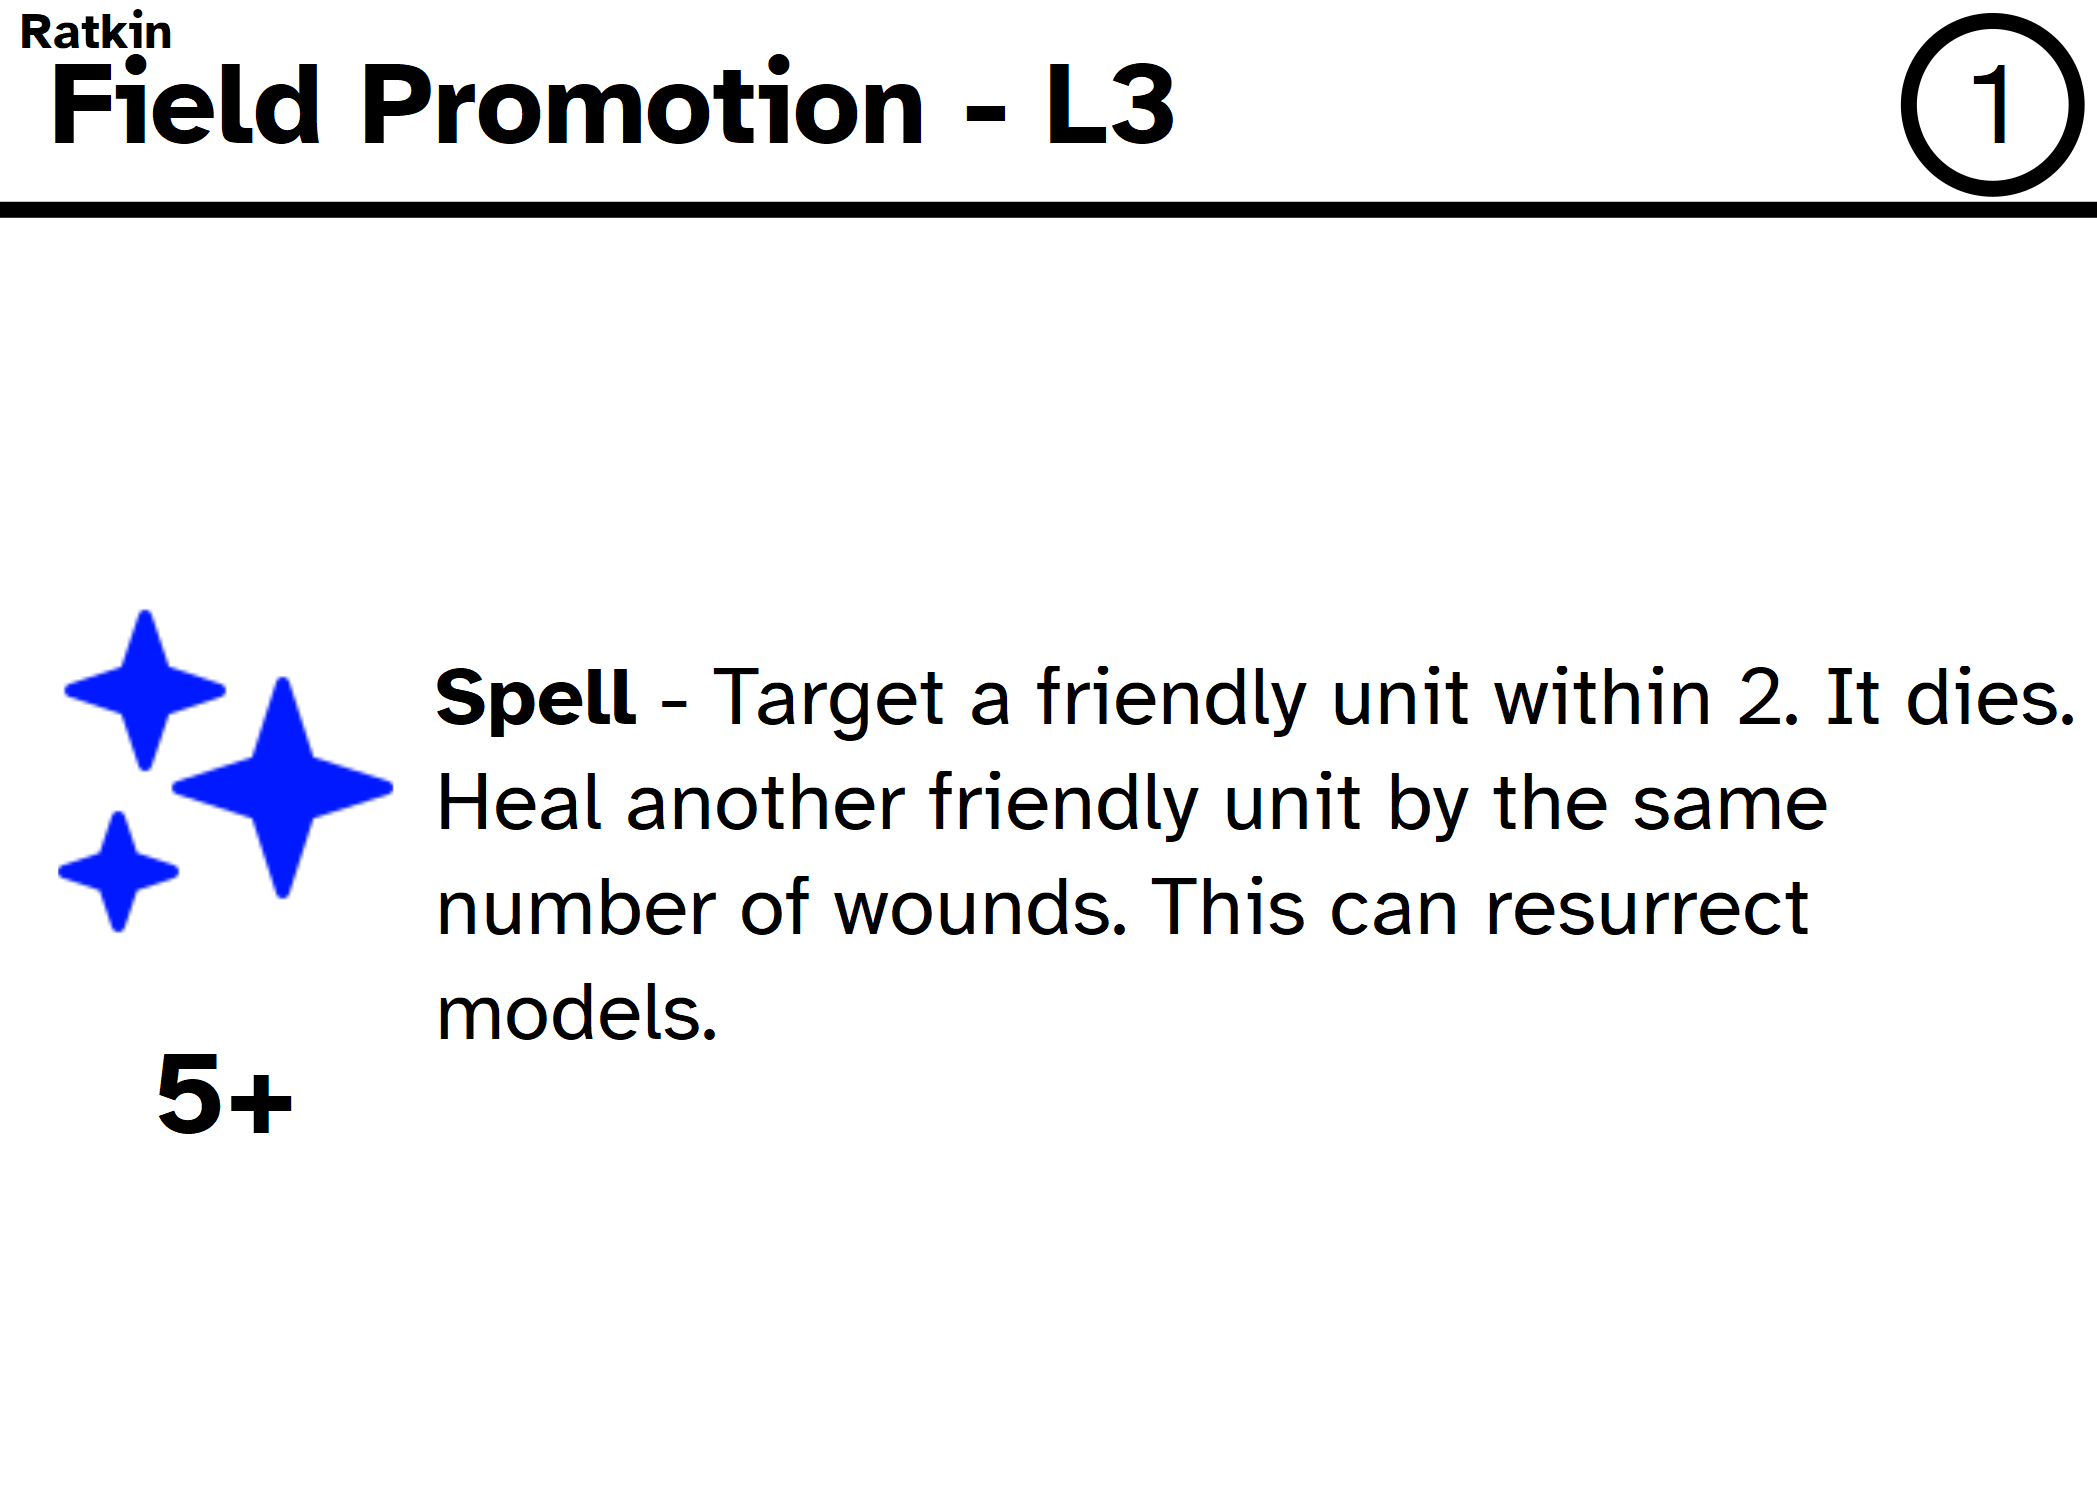 Ratkin
Field Promotion - L3
1
Spell - Target a friendly unit within 2. It dies.
Heal another friendly unit by the same
number of wounds. This can resurrect
models.
5+